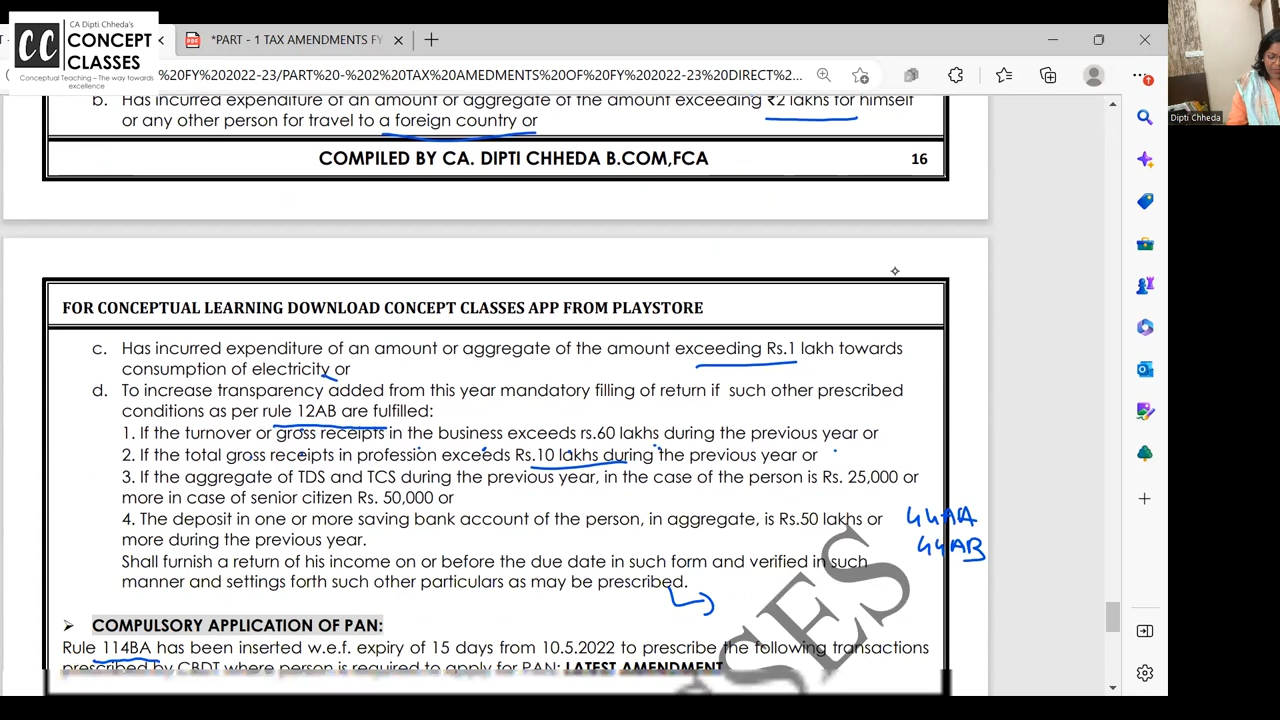 CA Dipti Chheda's
CONCEPT
CLASSES
Conceptual Teaching – The way towards
excellence
CC
*PART - 1 TAX AMENDMENTS FY
%20FY%202022-23/PART%20-%202%20TAX%20AMEDMENTS%20OF%20FY%202022-23%20DIRECT%2...
b. Has incurred expenditure of an amount or aggregate of the amount exceeding ₹2 lakhs for himself
or any other person for travel to a foreign country or
COMPILED BY CA. DIPTI CHHEDA B.COM,FCA 16
Dipti Chheda
FOR CONCEPTUAL LEARNING DOWNLOAD CONCEPT CLASSES APP FROM PLAYSTORE
c. Has incurred expenditure of an amount or aggregate of the amount exceeding Rs.1 lakh towards
consumption of electricity or
d. To increase transparency added from this year mandatory filling of return if such other prescribed
conditions as per rule 12AB are fulfilled:
1. If the turnover or gross receipts in the business exceeds rs.60 lakhs during the previous year or
2. If the total gross receipts in profession exceeds Rs.10 lakhs during the previous year or
3. If the aggregate of TDS and TCS during the previous year, in the case of the person is Rs. 25,000 or
more in case of senior citizen Rs. 50,000 or
4. The deposit in one or more saving bank account of the person, in aggregate, is Rs.50 lakhs or
more during the previous year.
44AA
44AB
Shall furnish a return of his income on or before the due date in such form and verified in such
manner and settings forth such other particulars as may be prescribed.
COMPULSORY APPLICATION OF PAN:
Rule 114BA has been inserted w.e.f. expiry of 15 days from 10.5.2022 to prescribe the following transactions
prescribed by CBDT where person is required to apply for PAN: LATEST AMENDMENT
SSES